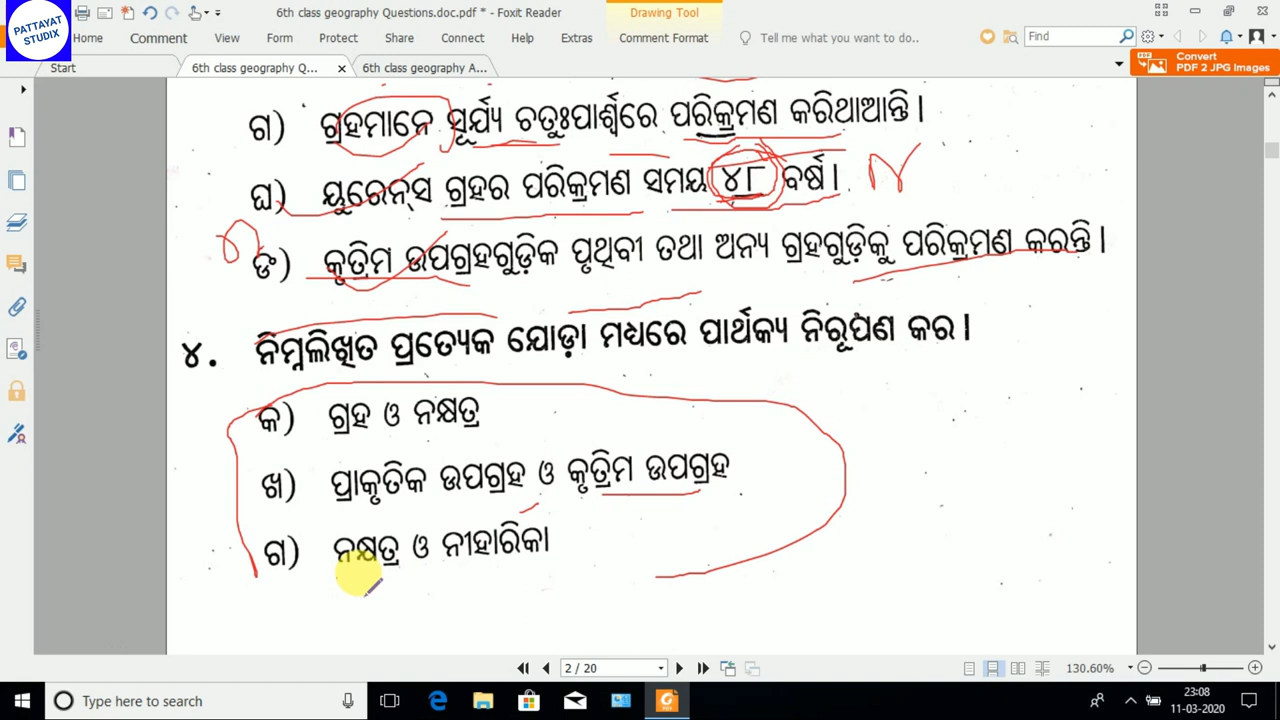 PATTAYAT STUDIX
6th class geography Questions.doc.pdf * - Foxit Reader
Drawing Tool
Home Comment View Form Protect Share Connect Help Extras Comment Format Tell me what you want to do.. Find
Start 6th class geography Q... 6th class geography A... Convert PDF 2 JPG Images
ଗ) ଗ୍ରହମାନେ ସୂର୍ଯ୍ୟ ଚତୁଃପାର୍ଶ୍ୱରେ ପରିକ୍ରମଣ କରିଥାଆନ୍ତି।
ଘ) ୟୁରେନ୍‌ସ ଗ୍ରହର ପରିକ୍ରମଣ ସମୟ ୪୮ ବର୍ଷ।
ଙ) କୃତ୍ରିମ ଉପଗ୍ରହଗୁଡ଼ିକ ପୃଥିବୀ ତଥା ଅନ୍ୟ ଗ୍ରହଗୁଡ଼ିକୁ ପରିକ୍ରମଣ କରନ୍ତି।
୪. ନିମ୍ନଲିଖିତ ପ୍ରତ୍ୟେକ ଯୋଡ଼ା ମଧ୍ୟରେ ପାର୍ଥକ୍ୟ ନିରୂପଣ କର।
କ) ଗ୍ରହ ଓ ନକ୍ଷତ୍ର
ଖ) ପ୍ରାକୃତିକ ଉପଗ୍ରହ ଓ କୃତ୍ରିମ ଉପଗ୍ରହ
ଗ) ନକ୍ଷତ୍ର ଓ ନୀହାରିକା
2 / 20 130.60%
Type here to search 23:08
11-03-2020